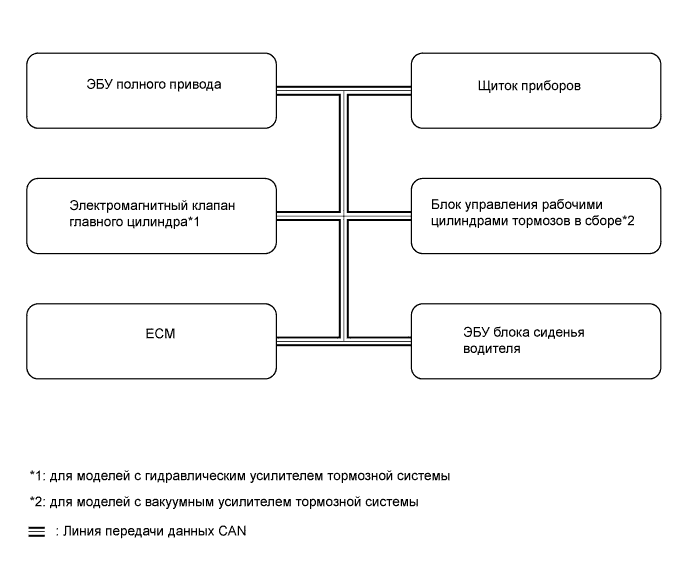 ЭБУ полного привода
Щиток приборов
Электромагнитный клапан
главного цилиндра*1
Блок управления рабочими
цилиндрами тормозов в сборе*2
ECM
ЭБУ блока сиденья
водителя
*1: для моделей с гидравлическим усилителем тормозной системы
*2: для моделей с вакуумным усилителем тормозной системы
: Линия передачи данных CAN